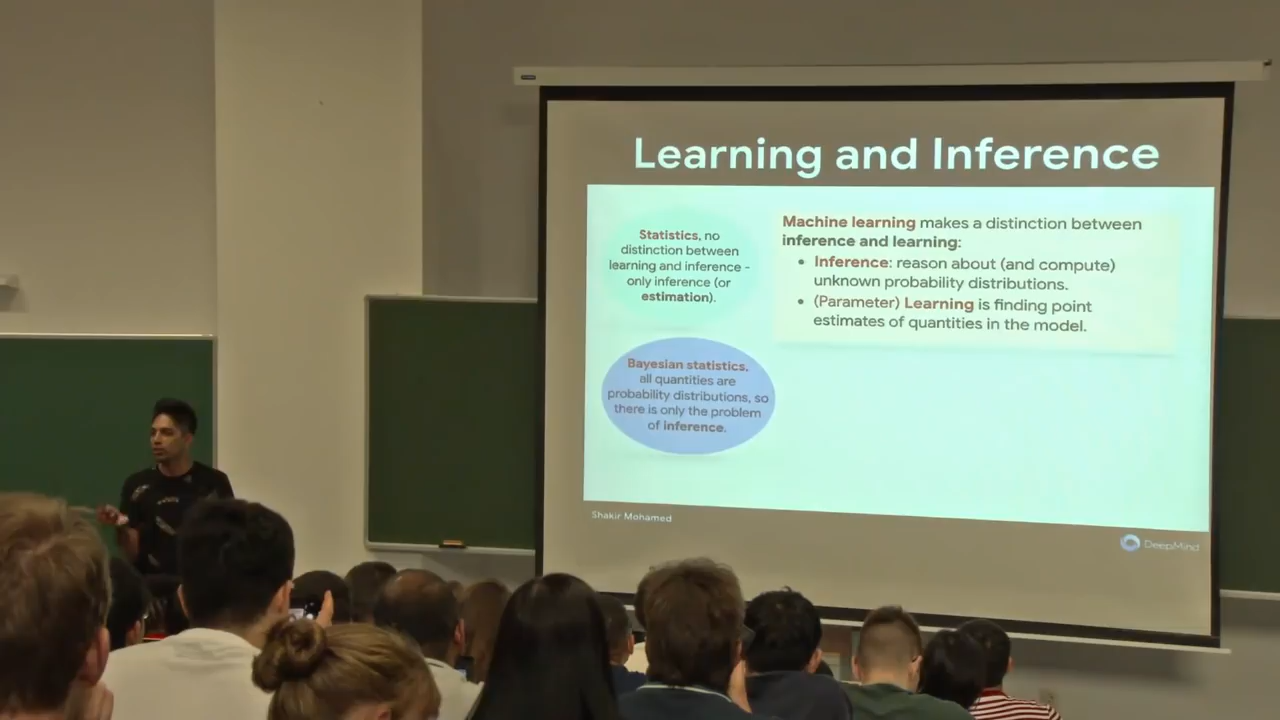 Learning and Inference
Statistics, no
distinction between
learning and inference -
only inference (or
estimation).
Bayesian statistics,
all quantities are
probability distributions, so
there is only the problem
of inference.
Machine learning makes a distinction between
inference and learning:
• Inference: reason about (and compute)
unknown probability distributions.
• (Parameter) Learning is finding point
estimates of quantities in the model.
Shakir Mohamed
DeepMind